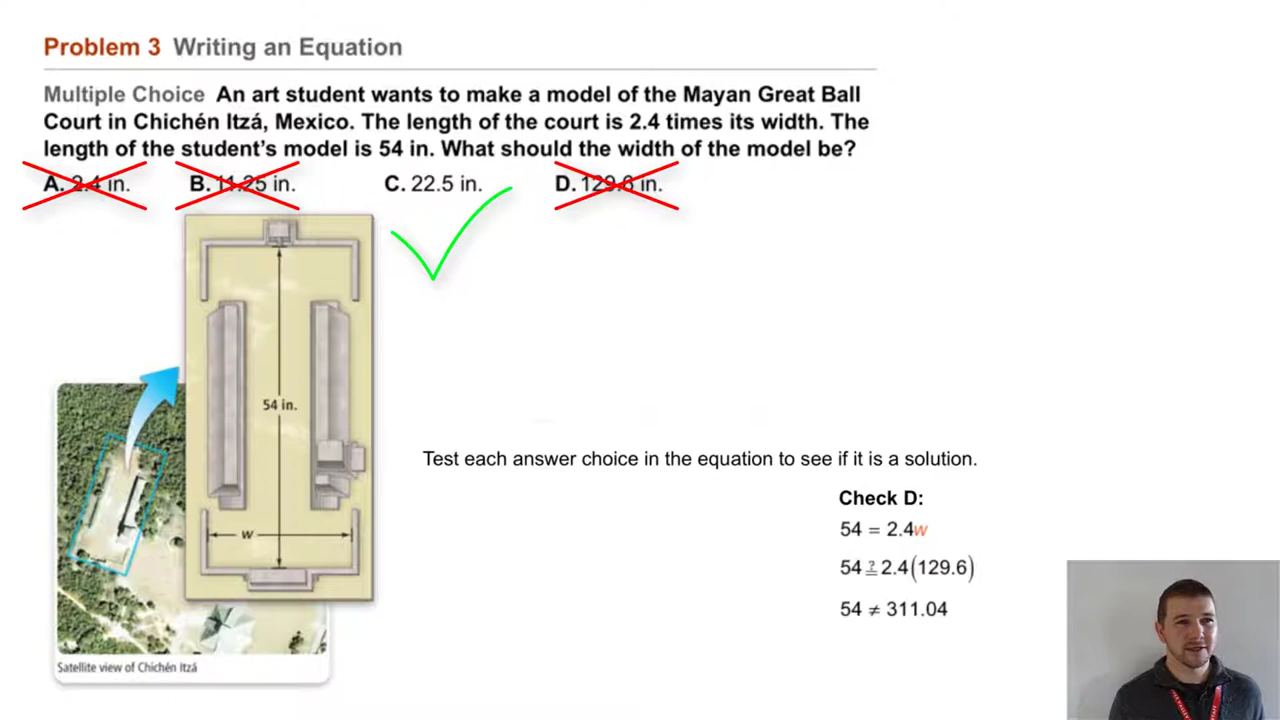 Problem 3 Writing an Equation
Multiple Choice An art student wants to make a model of the Mayan Great Ball
Court in Chichén Itzá, Mexico. The length of the court is 2.4 times its width. The
length of the student's model is 54 in. What should the width of the model be?
A. 2.4 in. B. 11.25 in. C. 22.5 in. D. 129.6 in.
54 in.
w
Satellite view of Chichén Itzá
Test each answer choice in the equation to see if it is a solution.
Check D:
54 = 2.4w
54 ≟ 2.4(129.6)
54 ≠ 311.04